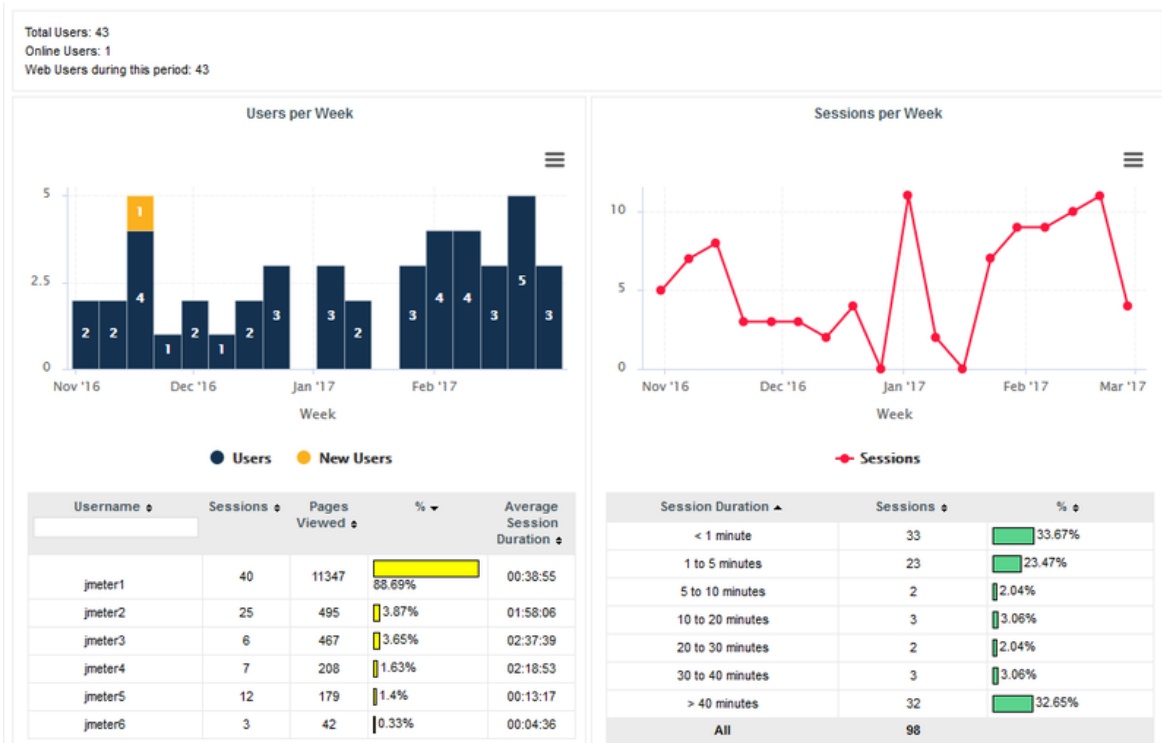 Total Users: 43
Online Users: 1
Web Users during this period: 43
Users per Week
5
2.5
0
2 2 1 4 1 2 1 2 3 3 2 3 4 4 3 5 3
Nov '16 Dec '16 Jan '17 Feb '17
Week
Users New Users
Sessions per Week
10
5
0
Nov '16 Dec '16 Jan '17 Feb '17 Mar '17
Week
Sessions
Username Sessions Pages Viewed % Average Session Duration
jmeter1 40 11347 88.69% 00:38:55
jmeter2 25 495 3.87% 01:58:06
jmeter3 6 467 3.65% 02:37:39
jmeter4 7 208 1.63% 02:18:53
jmeter5 12 179 1.4% 00:13:17
jmeter6 3 42 0.33% 00:04:36
Session Duration Sessions %
< 1 minute 33 33.67%
1 to 5 minutes 23 23.47%
5 to 10 minutes 2 2.04%
10 to 20 minutes 3 3.06%
20 to 30 minutes 2 2.04%
30 to 40 minutes 3 3.06%
> 40 minutes 32 32.65%
All 98